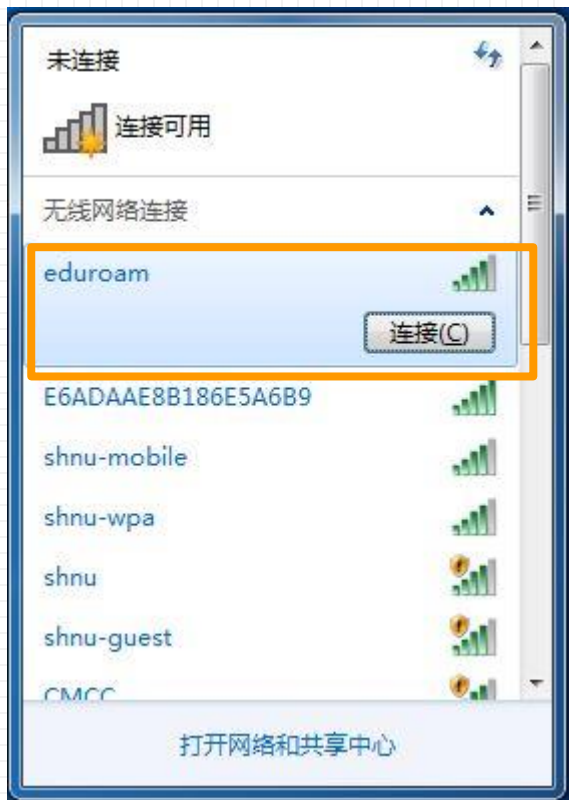 未连接
连接可用
无线网络连接
eduroam
连接(C)
E6ADAAE8B186E5A6B9
shnu-mobile
shnu-wpa
shnu
shnu-guest
CMCC
打开网络和共享中心